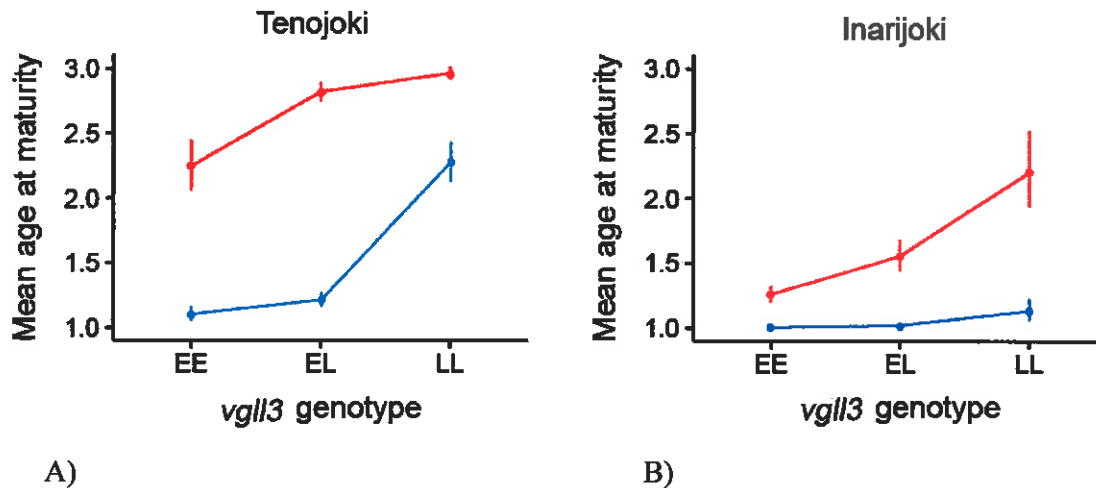 Tenojoki
Mean age at maturity
3.0
2.5
2.0
1.5
1.0
EE EL LL
vgll3 genotype
A)
Inarijoki
Mean age at maturity
3.0
2.5
2.0
1.5
1.0
EE EL LL
vgll3 genotype
B)